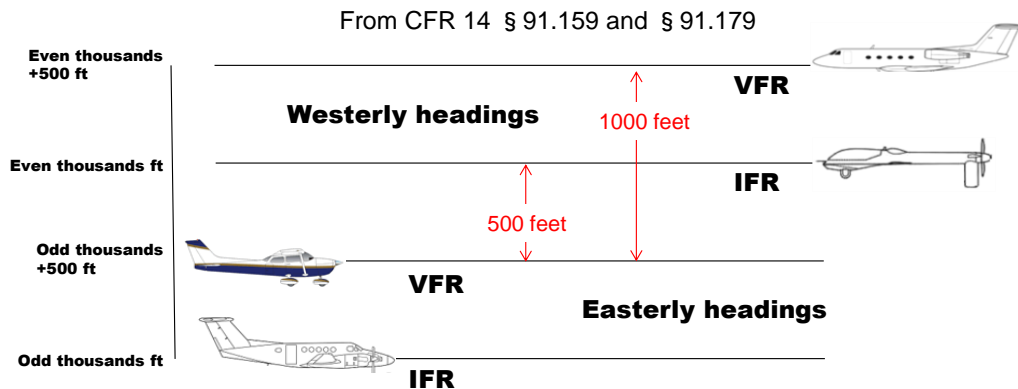 From CFR 14 § 91.159 and § 91.179
Even thousands
+500 ft
VFR
Westerly headings
1000 feet
Even thousands ft
IFR
500 feet
Odd thousands
+500 ft
VFR
Easterly headings
Odd thousands ft
IFR